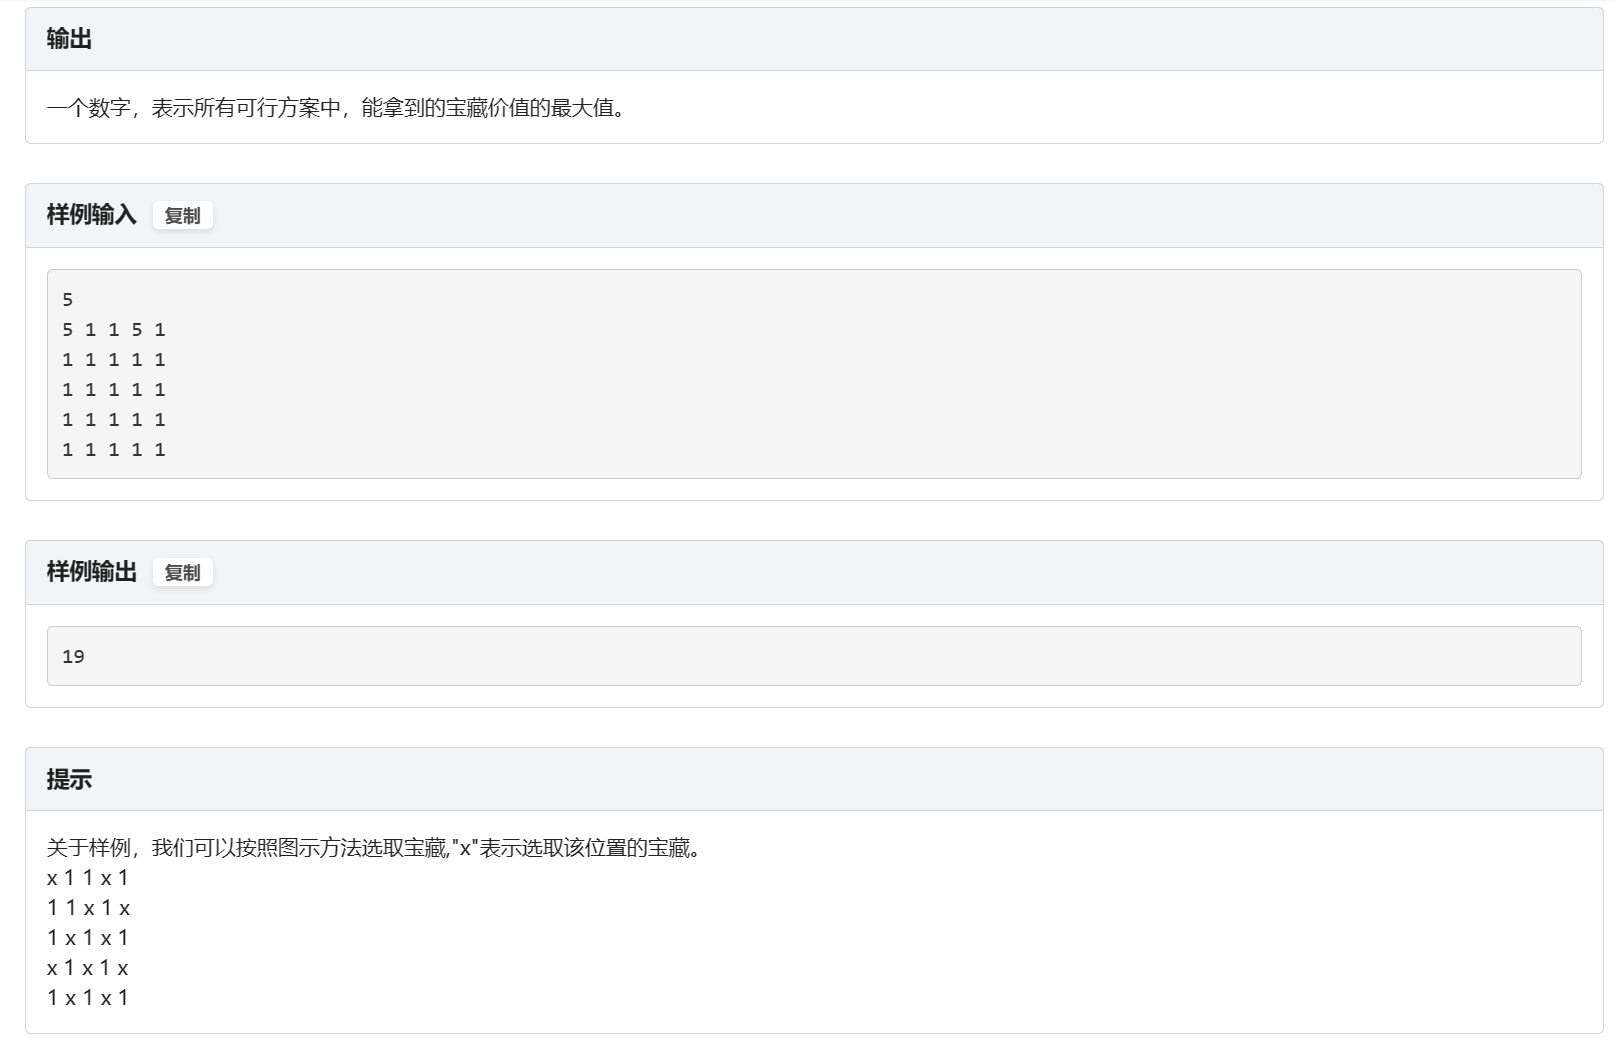 输出
一个数字，表示所有可行方案中，能拿到的宝藏价值的最大值。
样例输入 复制
5
5 1 1 5 1
1 1 1 1 1
1 1 1 1 1
1 1 1 1 1
1 1 1 1 1
样例输出 复制
19
提示
关于样例，我们可以按照图示方法选取宝藏,"x"表示选取该位置的宝藏。
x 1 1 x 1
1 1 x 1 x
1 x 1 x 1
x 1 x 1 x
1 x 1 x 1